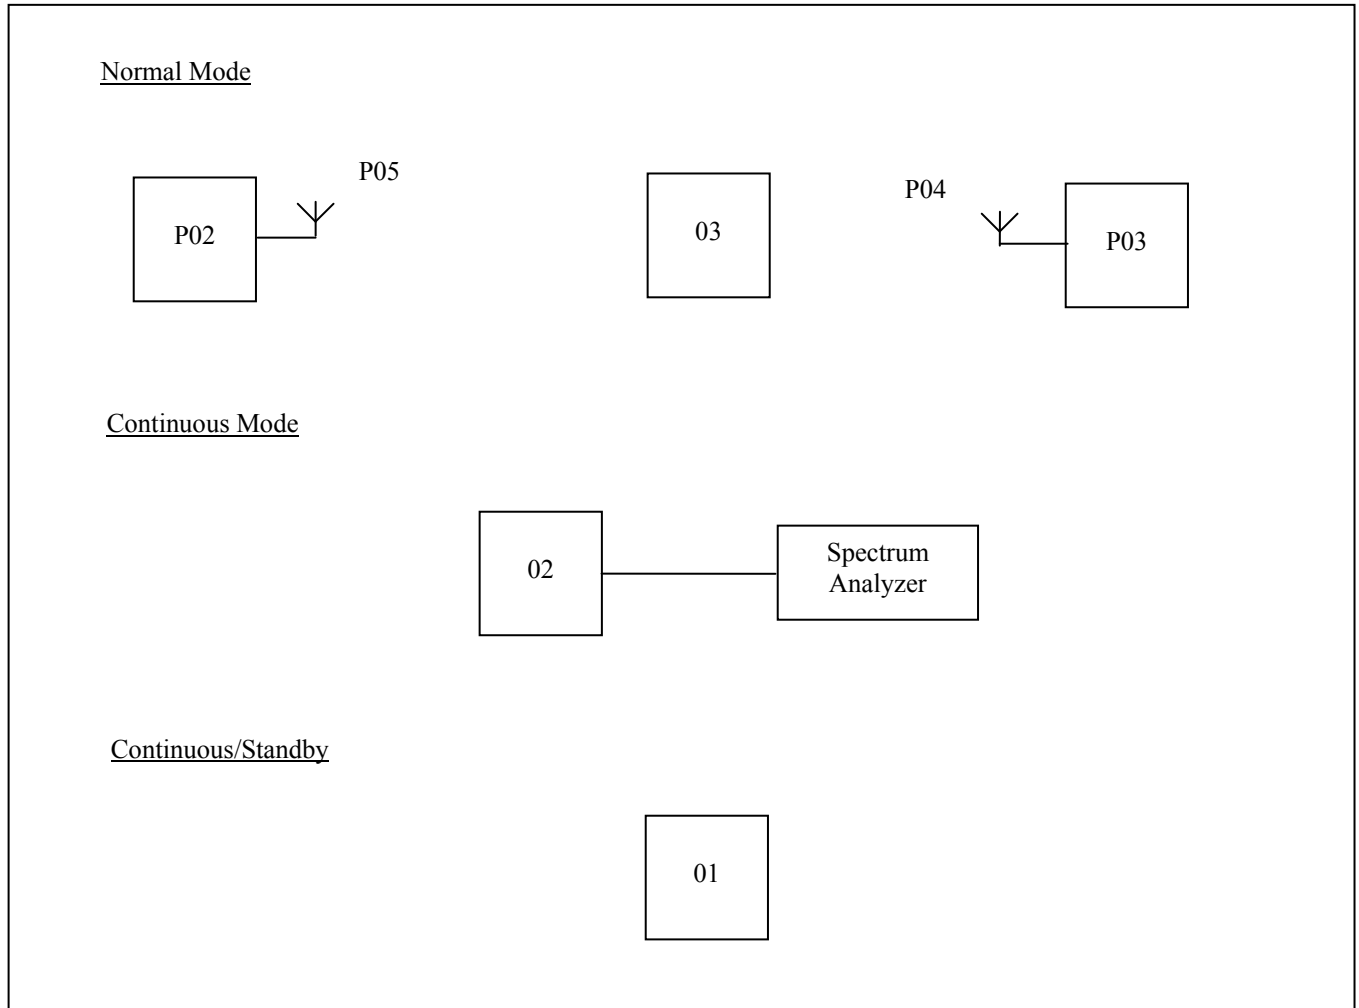 Normal Mode
P05
P02
03
P04
P03
Continuous Mode
02
Spectrum
Analyzer
Continuous/Standby
01